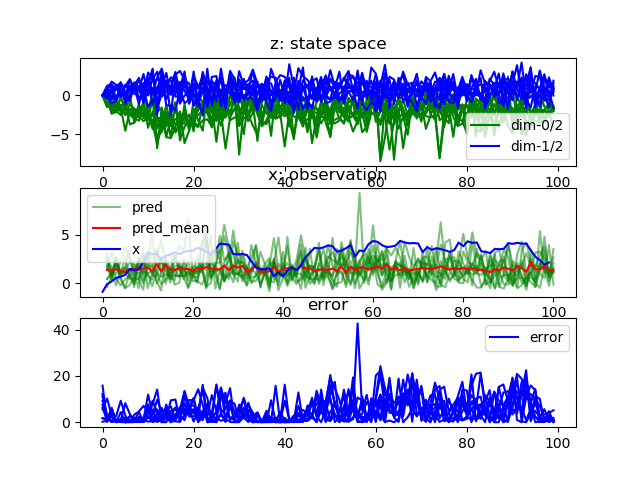 z: state space
0
−5
dim-0/2
dim-1/2
0 20 40 60 80 100
x: observation
5
0
pred
pred_mean
x
0 20 40 60 80 100
error
40
20
0
error
0 20 40 60 80 100